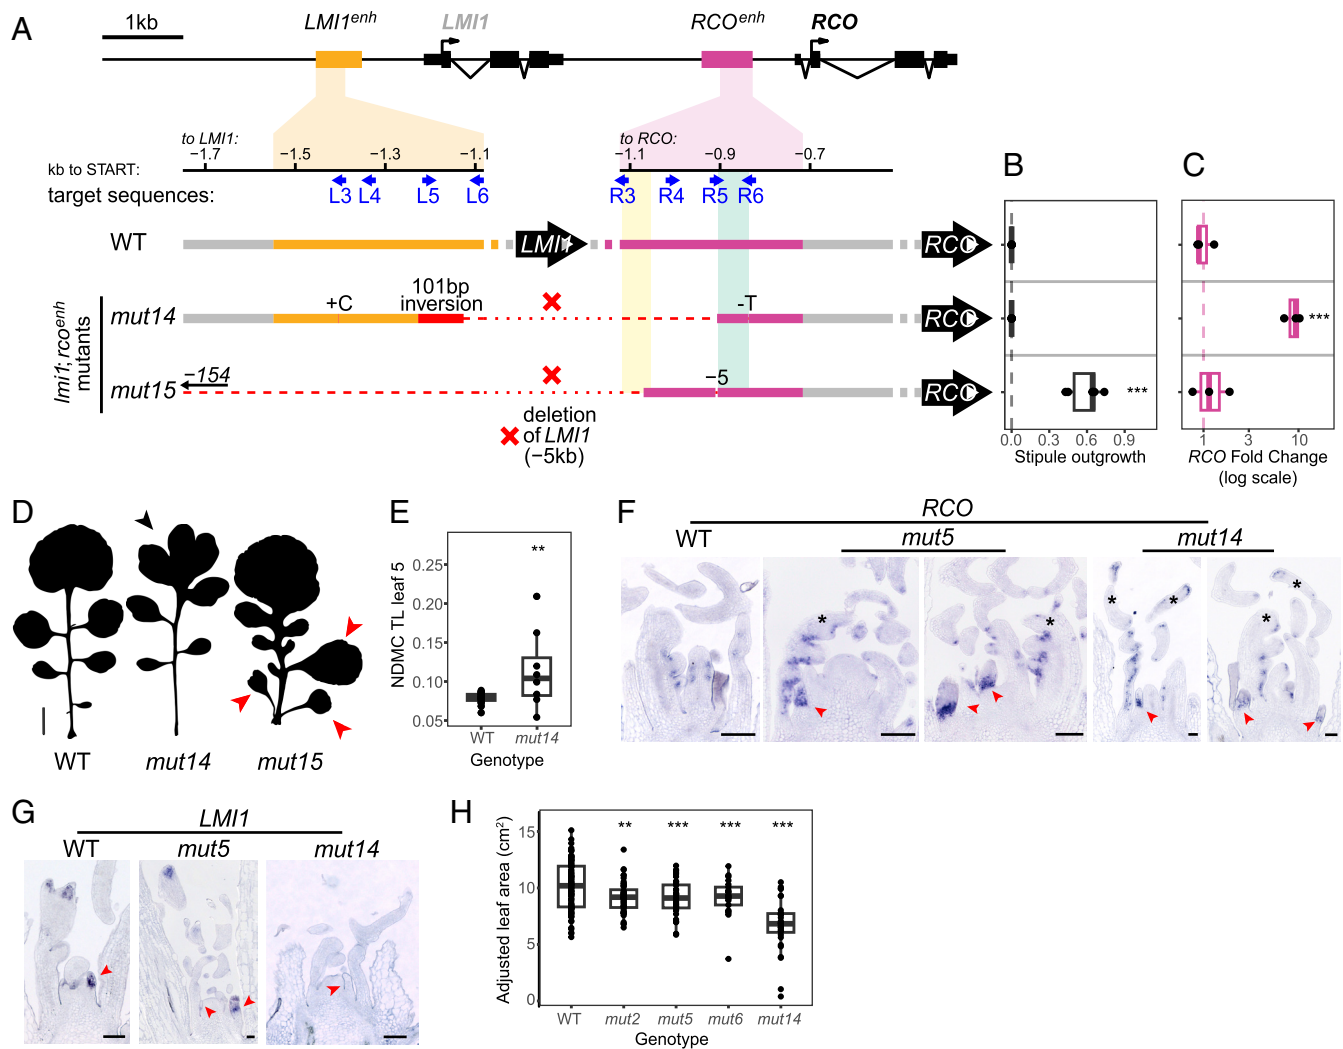 A
1kb
LMI1enh
LMI1
RCOenh
RCO
to LMI1:
to RCO:
−1.7
−1.5
−1.3
−1.1
−1.1
−0.9
−0.7
kb to START:
target sequences:
L3
L4
L5
L6
R3
R4
R5
R6
WT
LMI1
RCO
lmi1; rcoenh
mutants
mut14
+C
101bp
inversion
-T
RCO
mut15
−154
−5
RCO
deletion
of LMI1
(−5kb)
B
***
0.0
0.3
0.6
0.9
Stipule outgrowth
C
***
1
3
10
RCO Fold Change
(log scale)
D
WT
mut14
mut15
E
NDMC TL leaf 5
0.25
0.20
0.15
0.10
0.05
**
WT
mut14
Genotype
F
RCO
WT
mut5
mut14
*
*
*
*
*
*
G
LMI1
WT
mut5
mut14
H
Adjusted leaf area (cm2)
15
10
5
0
**
***
***
***
WT
mut2
mut5
mut6
mut14
Genotype